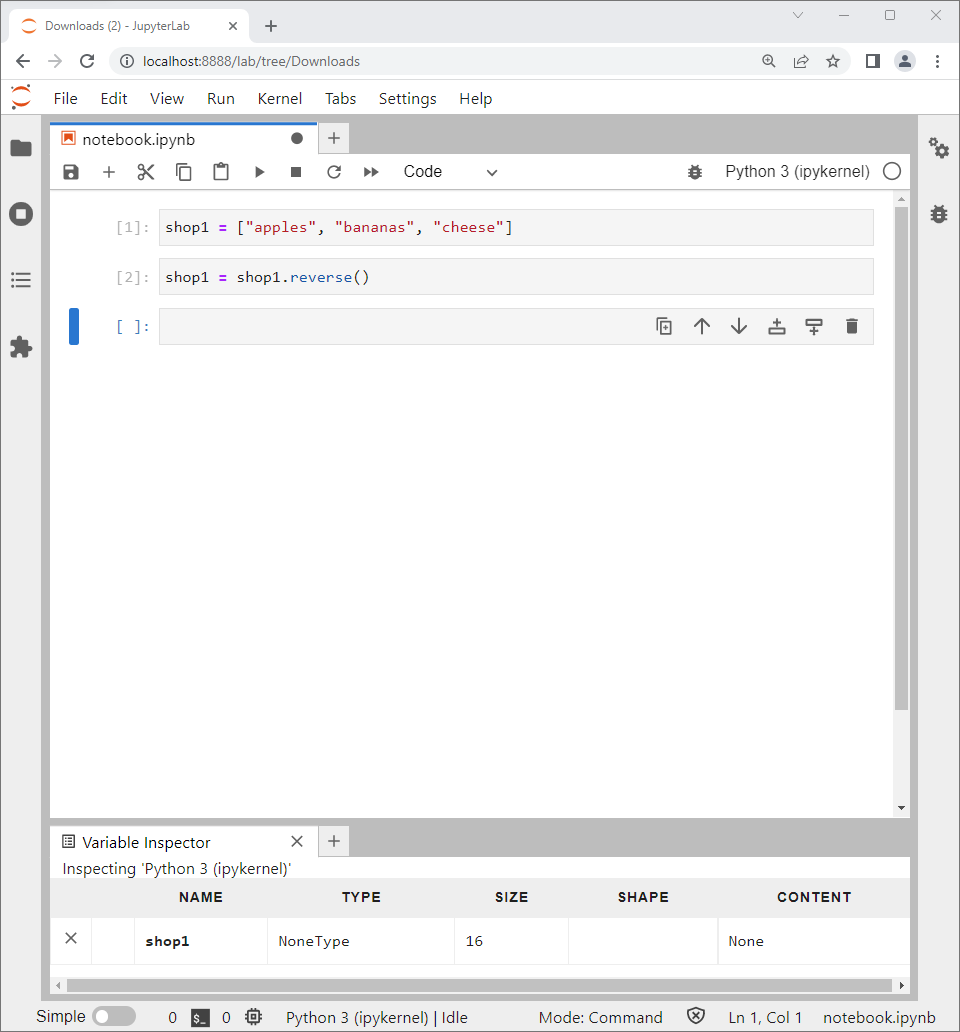 Downloads (2) - JupyterLab
localhost:8888/lab/tree/Downloads
File Edit View Run Kernel Tabs Settings Help
notebook.ipynb
Code Python 3 (ipykernel)
[1]: shop1 = ["apples", "bananas", "cheese"]
[2]: shop1 = shop1.reverse()
[ ]:
Variable Inspector
Inspecting 'Python 3 (ipykernel)'
NAME TYPE SIZE SHAPE CONTENT
shop1 NoneType 16 None
Simple 0 $_ 0 Python 3 (ipykernel) | Idle Mode: Command Ln 1, Col 1 notebook.ipynb